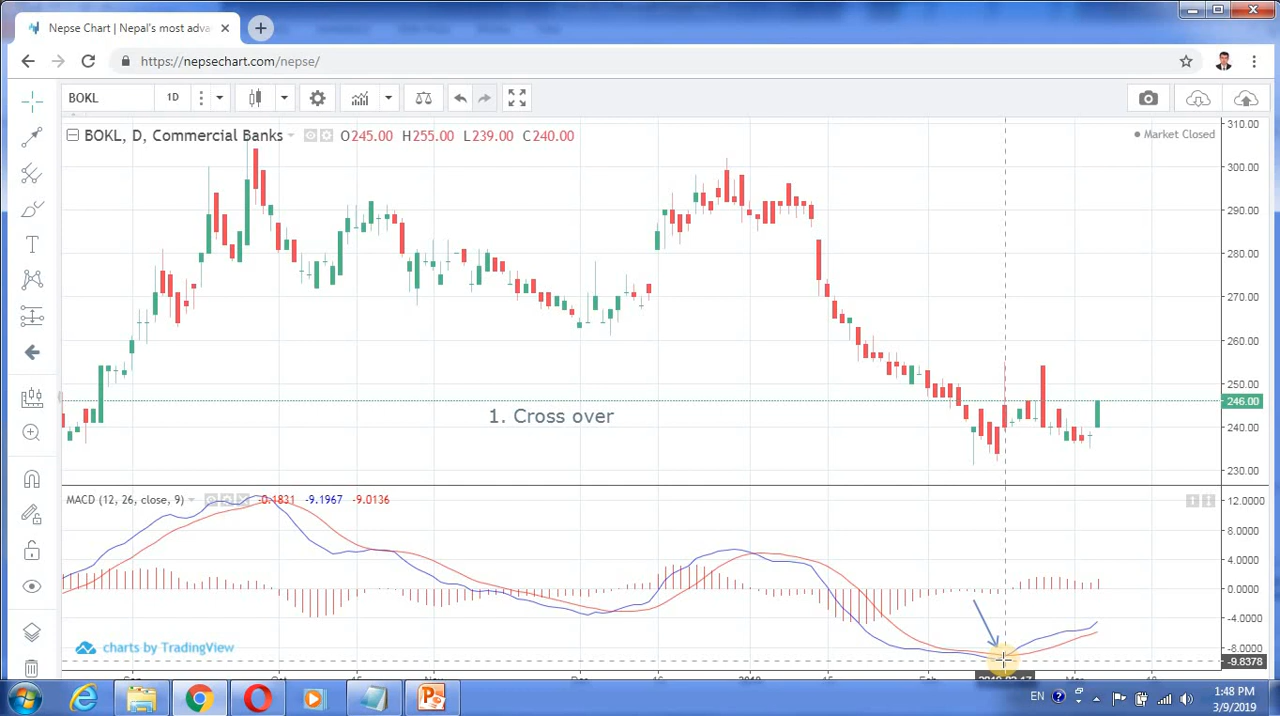 Nepse Chart | Nepal's most adva
https://nepsechart.com/nepse/
BOKL 1D
BOKL, D, Commercial Banks O245.00 H255.00 L239.00 C240.00
Market Closed
310.00
300.00
290.00
280.00
270.00
260.00
250.00
246.00
240.00
230.00
1. Cross over
MACD (12, 26, close, 9) -0.1831 -9.1967 -9.0136
12.0000
8.0000
4.0000
0.0000
-4.0000
-8.0000
-9.8378
charts by TradingView
EN
1:48 PM
3/9/2019